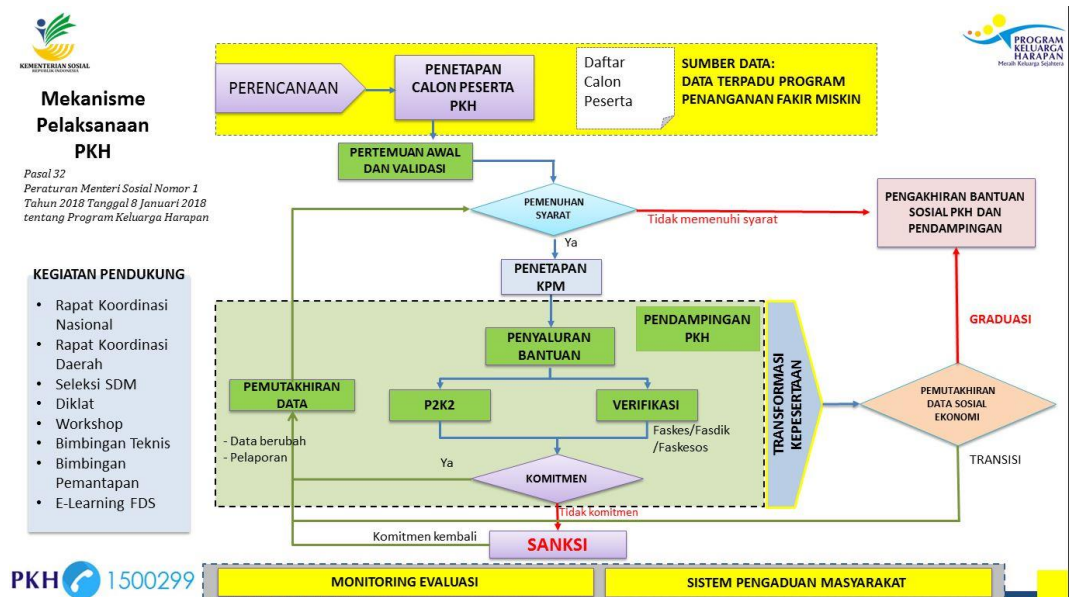 KEMENTERIAN SOSIAL
REPUBLIK INDONESIA
PROGRAM
KELUARGA
HARAPAN
Meraih Keluarga Sejahtera
Mekanisme
Pelaksanaan
PKH
Pasal 32
Peraturan Menteri Sosial Nomor 1
Tahun 2018 Tanggal 8 Januari 2018
tentang Program Keluarga Harapan
PERENCANAAN
PENETAPAN
CALON PESERTA
PKH
Daftar
Calon
Peserta
SUMBER DATA:
DATA TERPADU PROGRAM
PENANGANAN FAKIR MISKIN
PERTEMUAN AWAL
DAN VALIDASI
PEMENUHAN
SYARAT
Tidak memenuhi syarat
PENGAKHIRAN BANTUAN
SOSIAL PKH DAN
PENDAMPINGAN
Ya
PENETAPAN
KPM
KEGIATAN PENDUKUNG
• Rapat Koordinasi
Nasional
• Rapat Koordinasi
Daerah
• Seleksi SDM
• Diklat
• Workshop
• Bimbingan Teknis
• Bimbingan
Pemantapan
• E-Learning FDS
PENDAMPINGAN
PKH
PENYALURAN
BANTUAN
GRADUASI
TRANSFORMASI
KEPESERTAAN
PEMUTAKHIRAN
DATA
P2K2
VERIFIKASI
PEMUTAKHIRAN
DATA SOSIAL
EKONOMI
- Data berubah
- Pelaporan
Faskes/Fasdik
/Faskesos
Ya
KOMITMEN
TRANSISI
Tidak komitmen
Komitmen kembali
SANKSI
PKH 1500299
MONITORING EVALUASI
SISTEM PENGADUAN MASYARAKAT